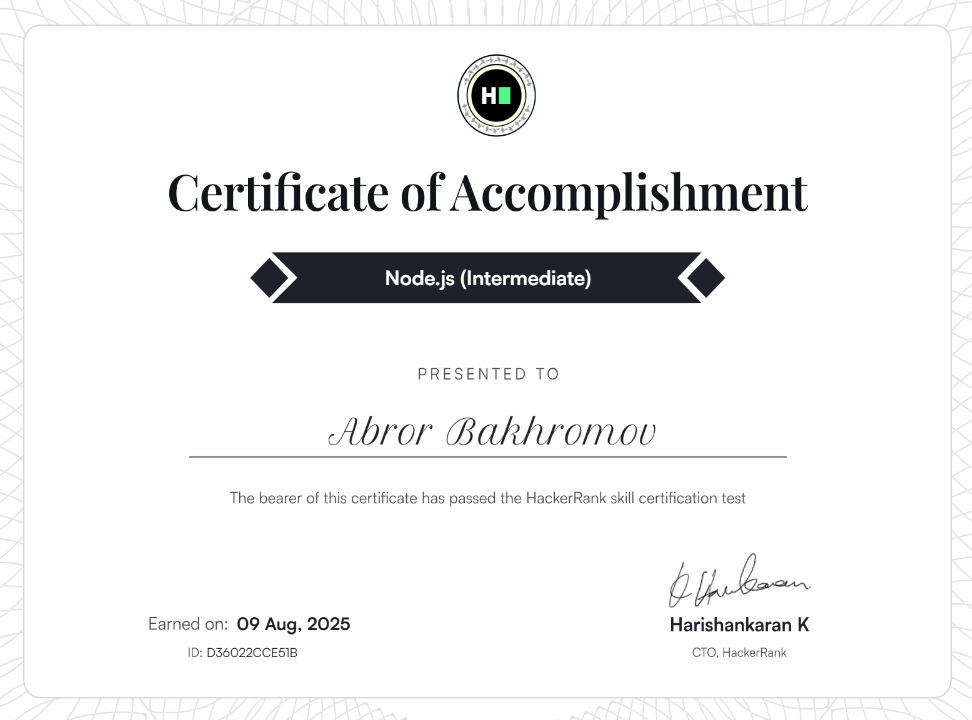 H
Certificate of Accomplishment
Node.js (Intermediate)
PRESENTED TO
Abror Bakhromov
The bearer of this certificate has passed the HackerRank skill certification test
Earned on: 09 Aug, 2025
ID: D36022CCE51B
Harishankaran K
CTO, HackerRank